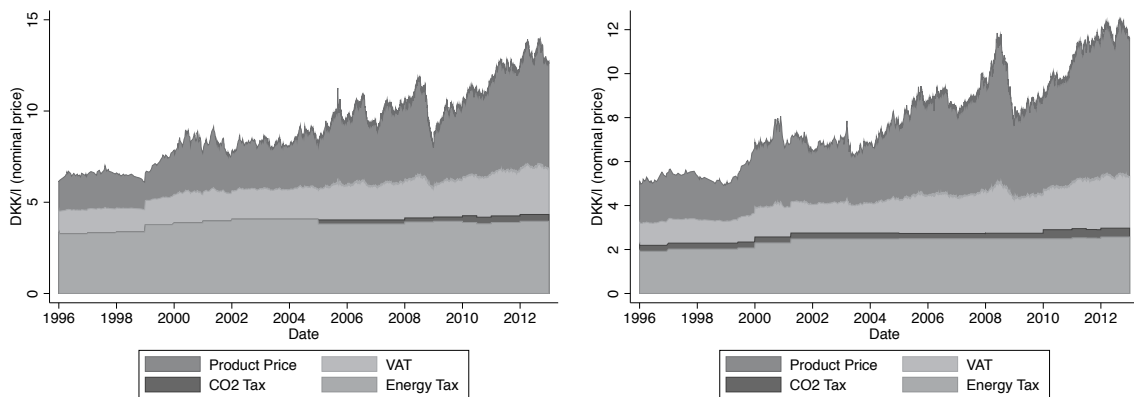 DKK/l (nominal price)
15
10
5
0
1996 1998 2000 2002 2004 2006 2008 2010 2012
Date
Product Price VAT
CO2 Tax Energy Tax
DKK/l (nominal price)
12
10
8
6
4
2
0
1996 1998 2000 2002 2004 2006 2008 2010 2012
Date
Product Price VAT
CO2 Tax Energy Tax